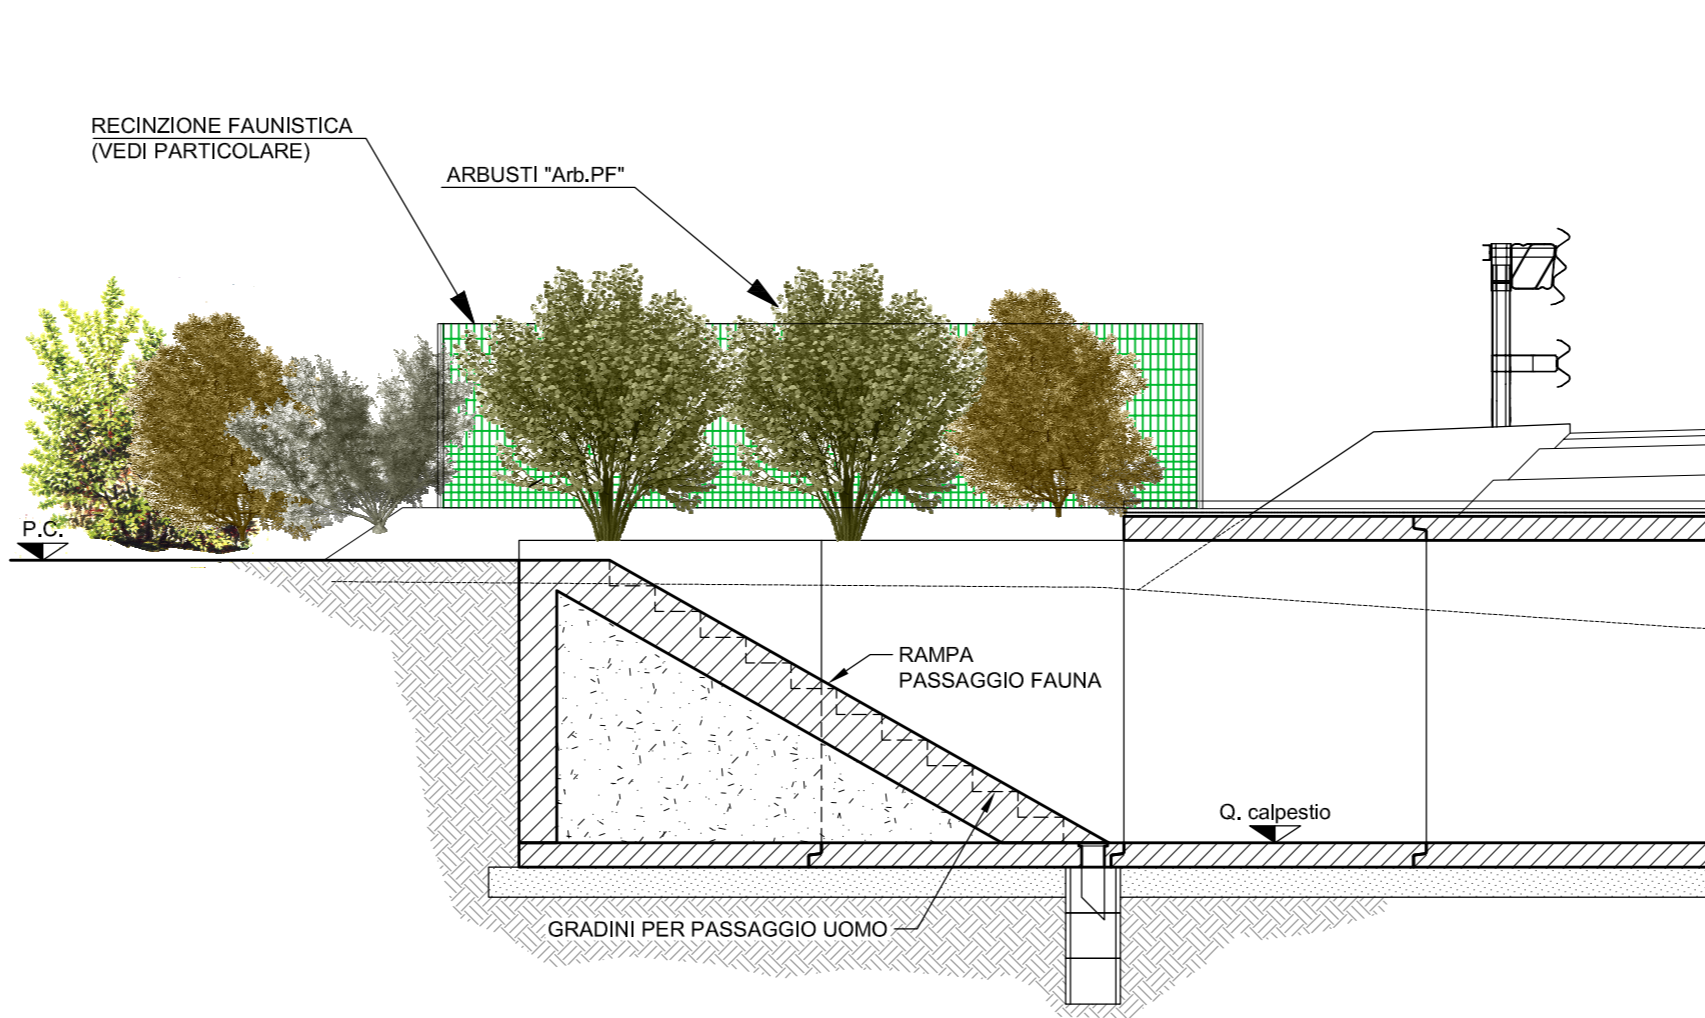 RECINZIONE FAUNISTICA
(VEDI PARTICOLARE)
ARBUSTI "Arb.PF"
P.C.
RAMPA
PASSAGGIO FAUNA
Q. calpestio
GRADINI PER PASSAGGIO UOMO